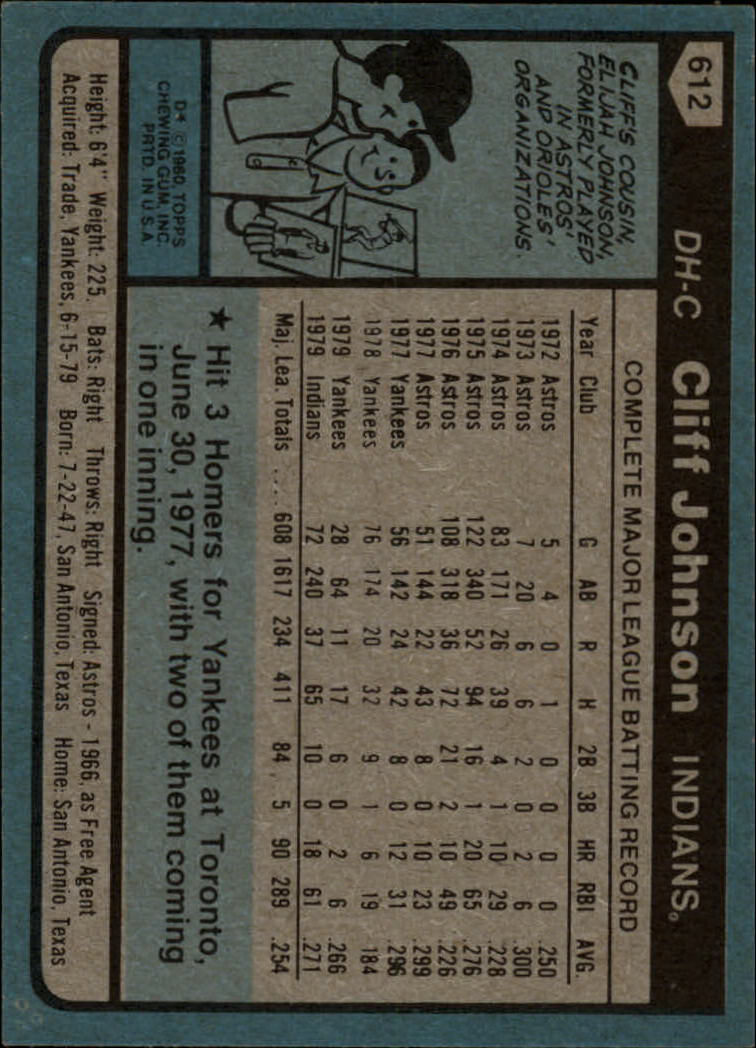 612 DH-C Cliff Johnson INDIANS®
CLIFF'S COUSIN,
ELIJAH JOHNSON,
FORMERLY PLAYED
IN ASTROS'
AND ORIOLES'
ORGANIZATIONS.
D* © 1980 TOPPS
CHEWING GUM, INC.
PRTD. IN U.S.A.
COMPLETE MAJOR LEAGUE BATTING RECORD
Year Club G AB R H 2B 3B HR RBI AVG.
1972 Astros 5 4 0 1 0 0 0 0 .250
1973 Astros 7 20 6 6 2 0 2 6 .300
1974 Astros 83 171 26 39 4 1 10 29 .228
1975 Astros 122 340 52 94 16 1 20 65 .276
1976 Astros 108 318 36 72 21 2 10 49 .226
1977 Astros 51 144 22 43 8 0 10 23 .299
1977 Yankees 56 142 24 42 8 0 12 31 .296
1978 Yankees 76 174 20 32 9 1 6 19 .184
1979 Yankees 28 64 11 17 6 0 2 6 .266
1979 Indians 72 240 37 65 10 0 18 61 .271
Maj. Lea. Totals ..... 608 1617 234 411 84 5 90 289 .254
★ Hit 3 Homers for Yankees at Toronto,
June 30, 1977, with two of them coming
in one inning.
Height: 6'4" Weight: 225. Bats: Right Throws: Right Signed: Astros - 1966, as Free Agent
Acquired: Trade, Yankees, 6-15-79 Born: 7-22-47, San Antonio, Texas Home: San Antonio, Texas